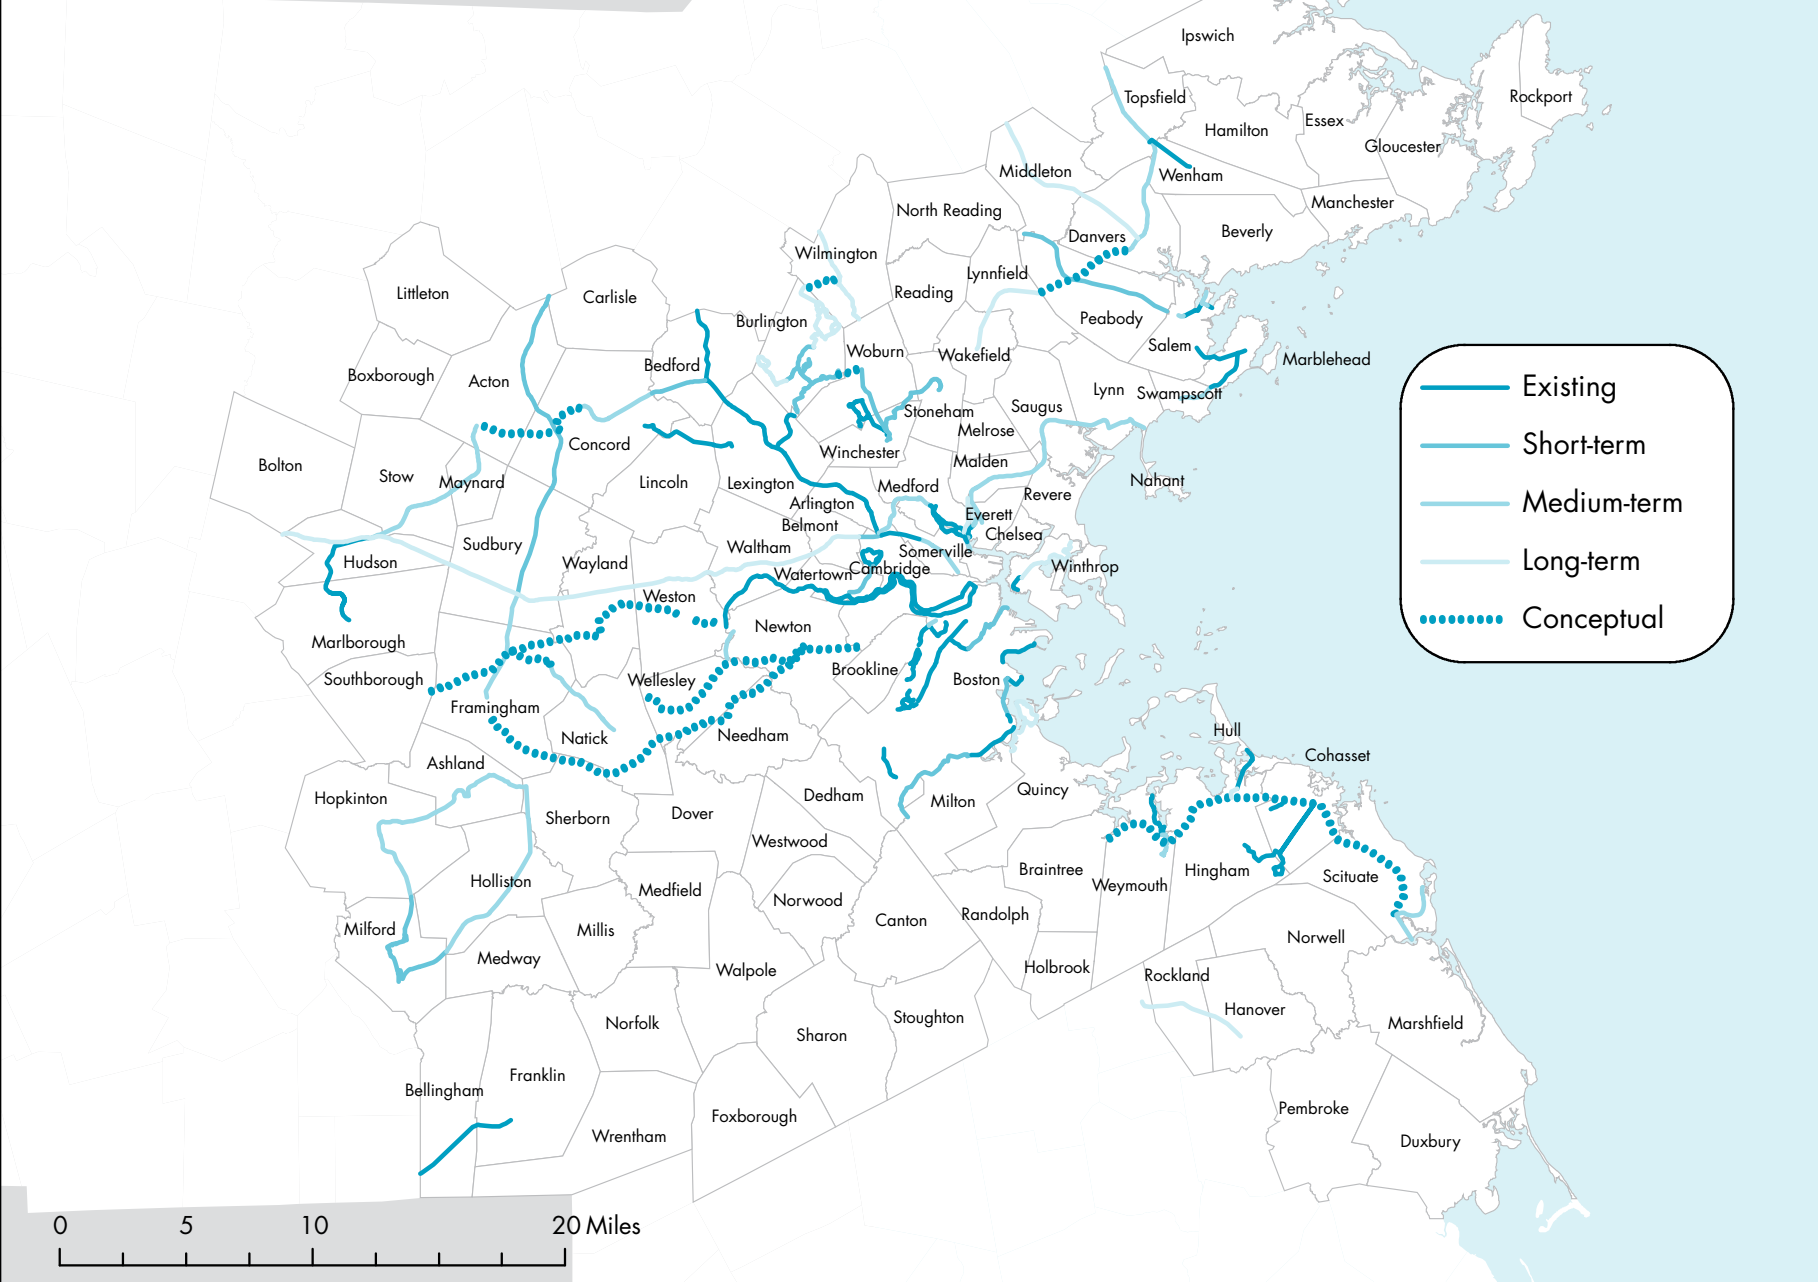 Ipswich
Topsfield
Rockport
Essex
Hamilton
Gloucester
Middleton
Wenham
Manchester
North Reading
Beverly
Danvers
Wilmington
Lynnfield
Littleton
Carlisle
Reading
Burlington
Peabody
Salem
Woburn
Wakefield
Marblehead
Bedford
Boxborough
Acton
Lynn
Swampscott
Saugus
Stoneham
Melrose
Concord
Winchester
Malden
Bolton
Stow
Maynard
Lincoln
Lexington
Medford
Nahant
Revere
Arlington
Everett
Belmont
Chelsea
Sudbury
Waltham
Somerville
Hudson
Wayland
Watertown
Cambridge
Winthrop
Weston
Newton
Marlborough
Brookline
Southborough
Wellesley
Boston
Framingham
Natick
Needham
Hull
Ashland
Cohasset
Hopkinton
Dedham
Milton
Quincy
Sherborn
Dover
Westwood
Holliston
Medfield
Braintree
Weymouth
Hingham
Scituate
Norwood
Milford
Millis
Canton
Randolph
Medway
Norwell
Walpole
Holbrook
Rockland
Norfolk
Sharon
Stoughton
Hanover
Marshfield
Franklin
Bellingham
Foxborough
Pembroke
Wrentham
Duxbury
Existing
Short-term
Medium-term
Long-term
Conceptual
0 5 10 20 Miles